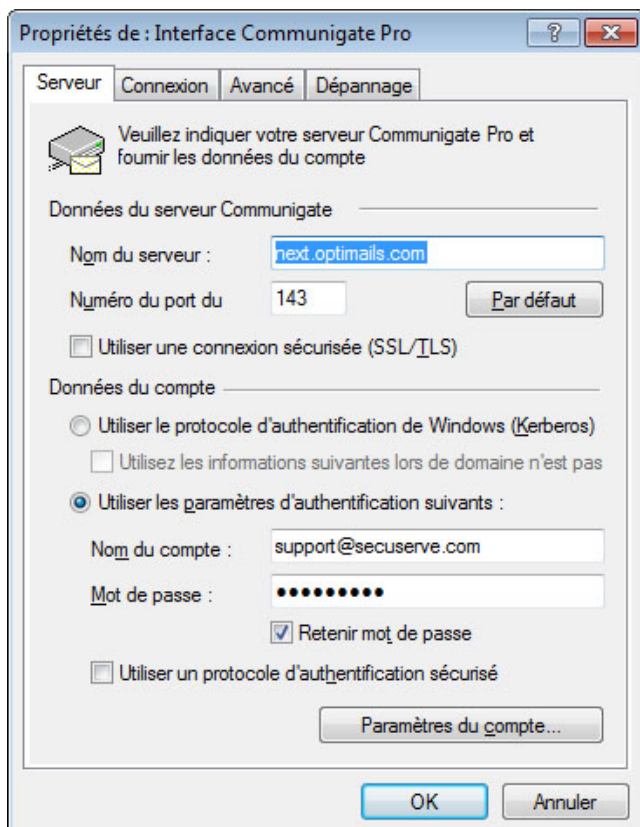 Propriétés de : Interface Communigate Pro
Serveur Connexion Avancé Dépannage
Veuillez indiquer votre serveur Communigate Pro et
fournir les données du compte
Données du serveur Communigate
Nom du serveur : next.optimails.com
Numéro du port du 143 Par défaut
Utiliser une connexion sécurisée (SSL/TLS)
Données du compte
Utiliser le protocole d'authentification de Windows (Kerberos)
Utilisez les informations suivantes lors de domaine n'est pas
Utiliser les paramètres d'authentification suivants :
Nom du compte : support@secuserve.com
Mot de passe : •••••••••
Retenir mot de passe
Utiliser un protocole d'authentification sécurisé
Paramètres du compte...
OK Annuler